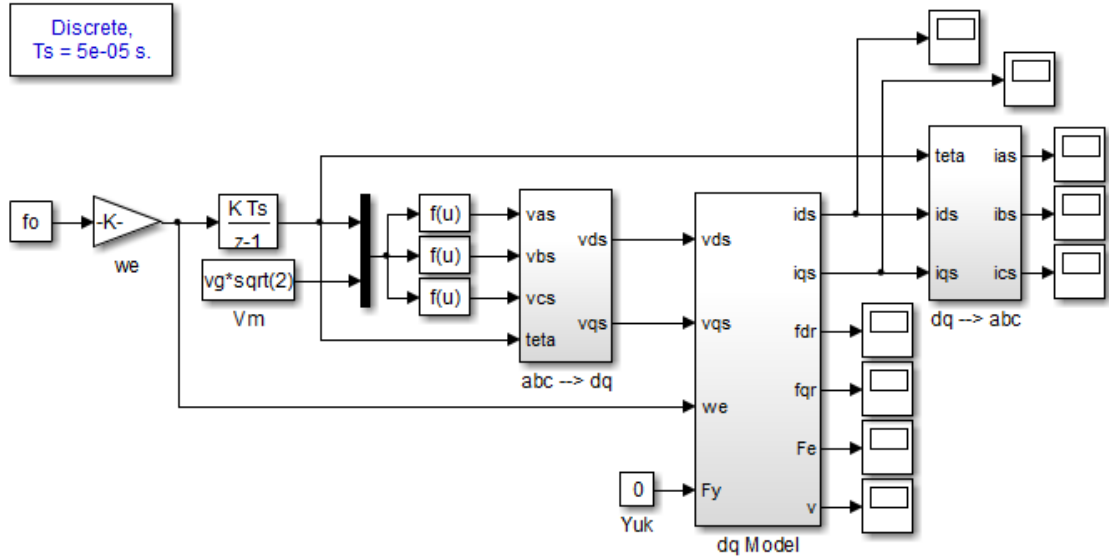 Discrete,
Ts = 5e-05 s.
fo
-K-
we
K Ts
z-1
vg*sqrt(2)
Vm
f(u)
f(u)
f(u)
vas
vbs
vcs
teta
vds
vqs
abc --> dq
vds
vqs
we
Fy
ids
iqs
fdr
fqr
Fe
v
dq Model
0
Yuk
teta
ids
iqs
ias
ibs
ics
dq --> abc